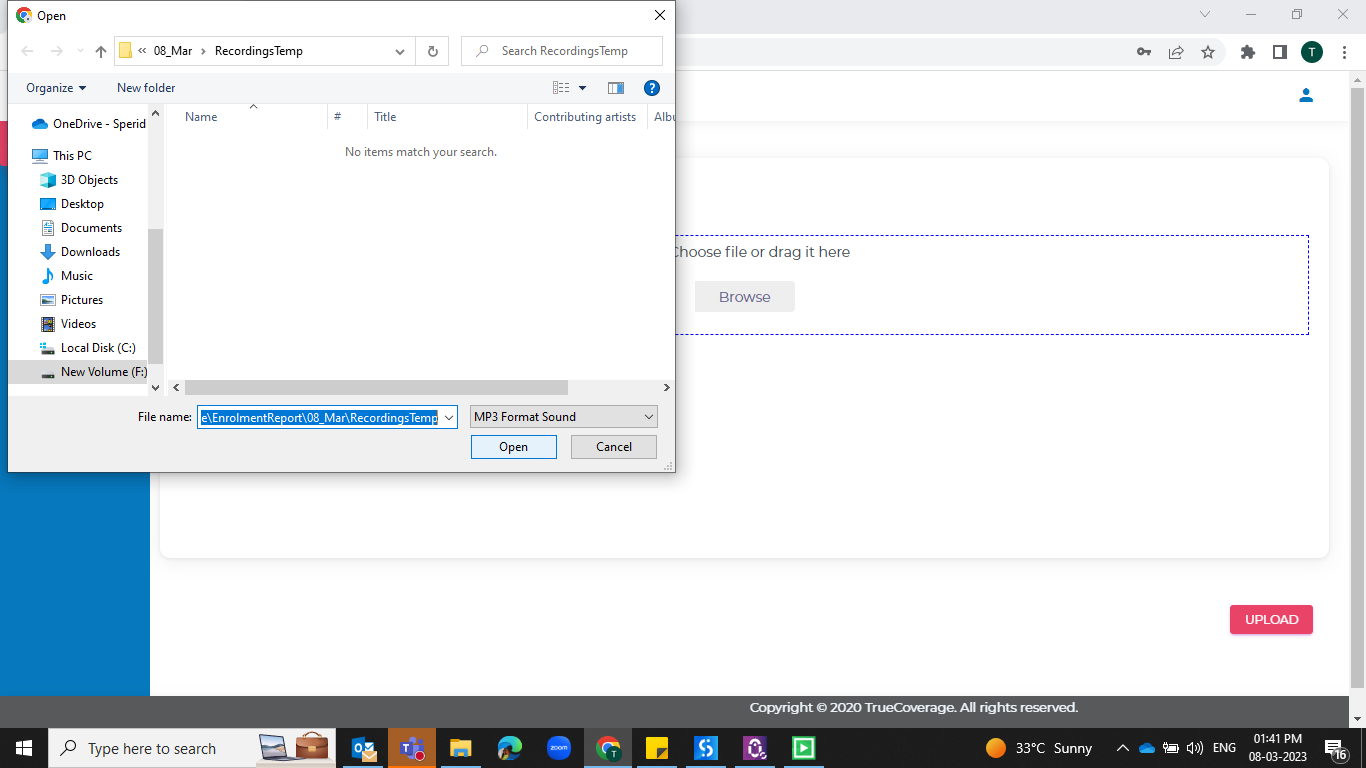 Open
« 08_Mar › RecordingsTemp
Search RecordingsTemp
T
Organize
New folder
?
Name
#
Title
Contributing artists
Albu
No items match your search.
OneDrive - Sperid
This PC
3D Objects
Desktop
Documents
Downloads
Music
Pictures
Videos
Local Disk (C:)
New Volume (F:)
File name:
e\EnrolmentReport\08_Mar\RecordingsTemp
MP3 Format Sound
Open
Cancel
Choose file or drag it here
Browse
UPLOAD
Copyright © 2020 TrueCoverage. All rights reserved.
Type here to search
zoom
T
33°C Sunny
ENG
01:41 PM
08-03-2023
16